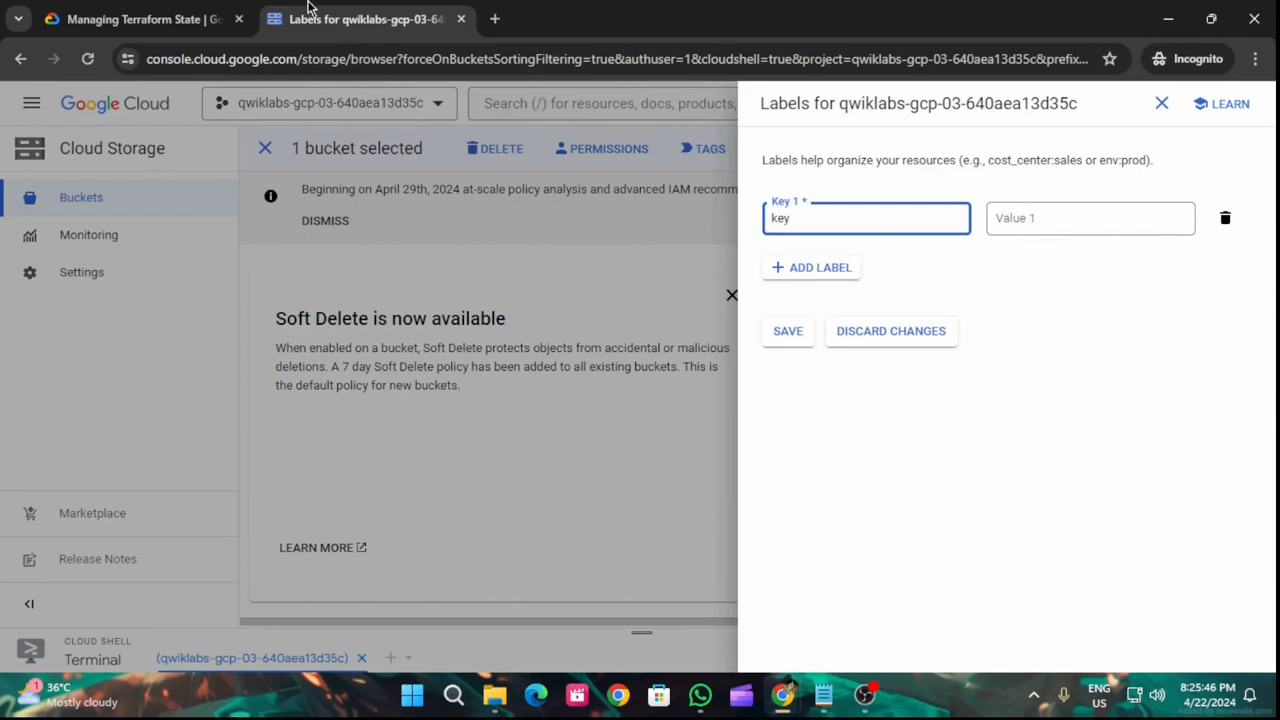 Managing Terraform State | Go
Labels for qwiklabs-gcp-03-64
console.cloud.google.com/storage/browser?forceOnBucketsSortingFiltering=true&authuser=1&cloudshell=true&project=qwiklabs-gcp-03-640aea13d35c&prefix...
Incognito
Google Cloud
qwiklabs-gcp-03-640aea13d35c
Search (/) for resources, docs, products,
Labels for qwiklabs-gcp-03-640aea13d35c
LEARN
Cloud Storage
1 bucket selected
DELETE
PERMISSIONS
TAGS
Labels help organize your resources (e.g., cost_center:sales or env:prod).
Buckets
Beginning on April 29th, 2024 at-scale policy analysis and advanced IAM recomm
DISMISS
Key 1 *
key
Value 1
Monitoring
Settings
ADD LABEL
Soft Delete is now available
When enabled on a bucket, Soft Delete protects objects from accidental or malicious
deletions. A 7 day Soft Delete policy has been added to all existing buckets. This is
the default policy for new buckets.
SAVE
DISCARD CHANGES
LEARN MORE
Marketplace
Release Notes
CLOUD SHELL
Terminal
(qwiklabs-gcp-03-640aea13d35c)
1
36°C
Mostly cloudy
ENG
US
8:25:46 PM
4/22/2024